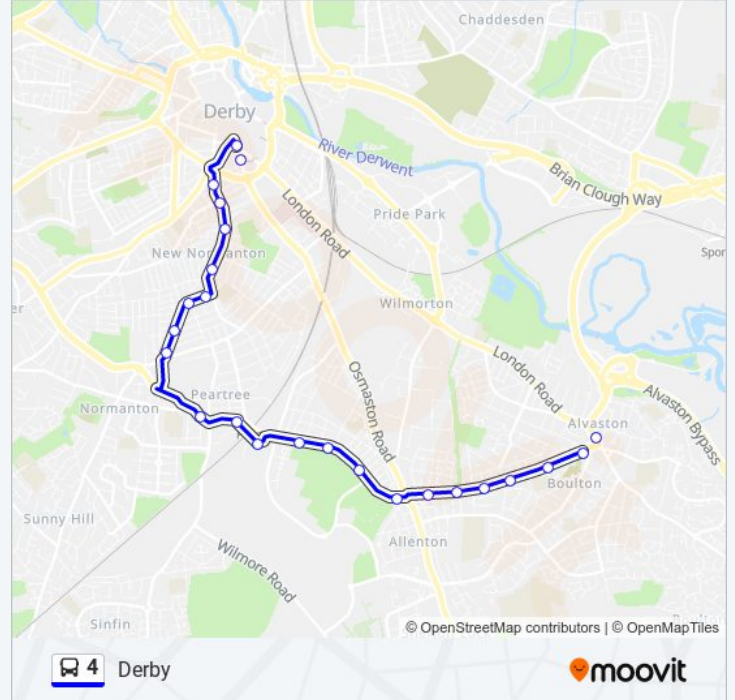 Chaddesden
Derby
River Derwent
Brian Clough Way
London Road
Pride Park
New Normanton
Spor
er
Wilmorton
London Road
Osmaston Road
Peartree
Normanton
Alvaston Bypass
Alvaston
Boulton
Sunny Hill
Allenton
Wilmore Road
Sinfin
© OpenStreetMap contributors | © OpenMapTiles
4 Derby
moovit